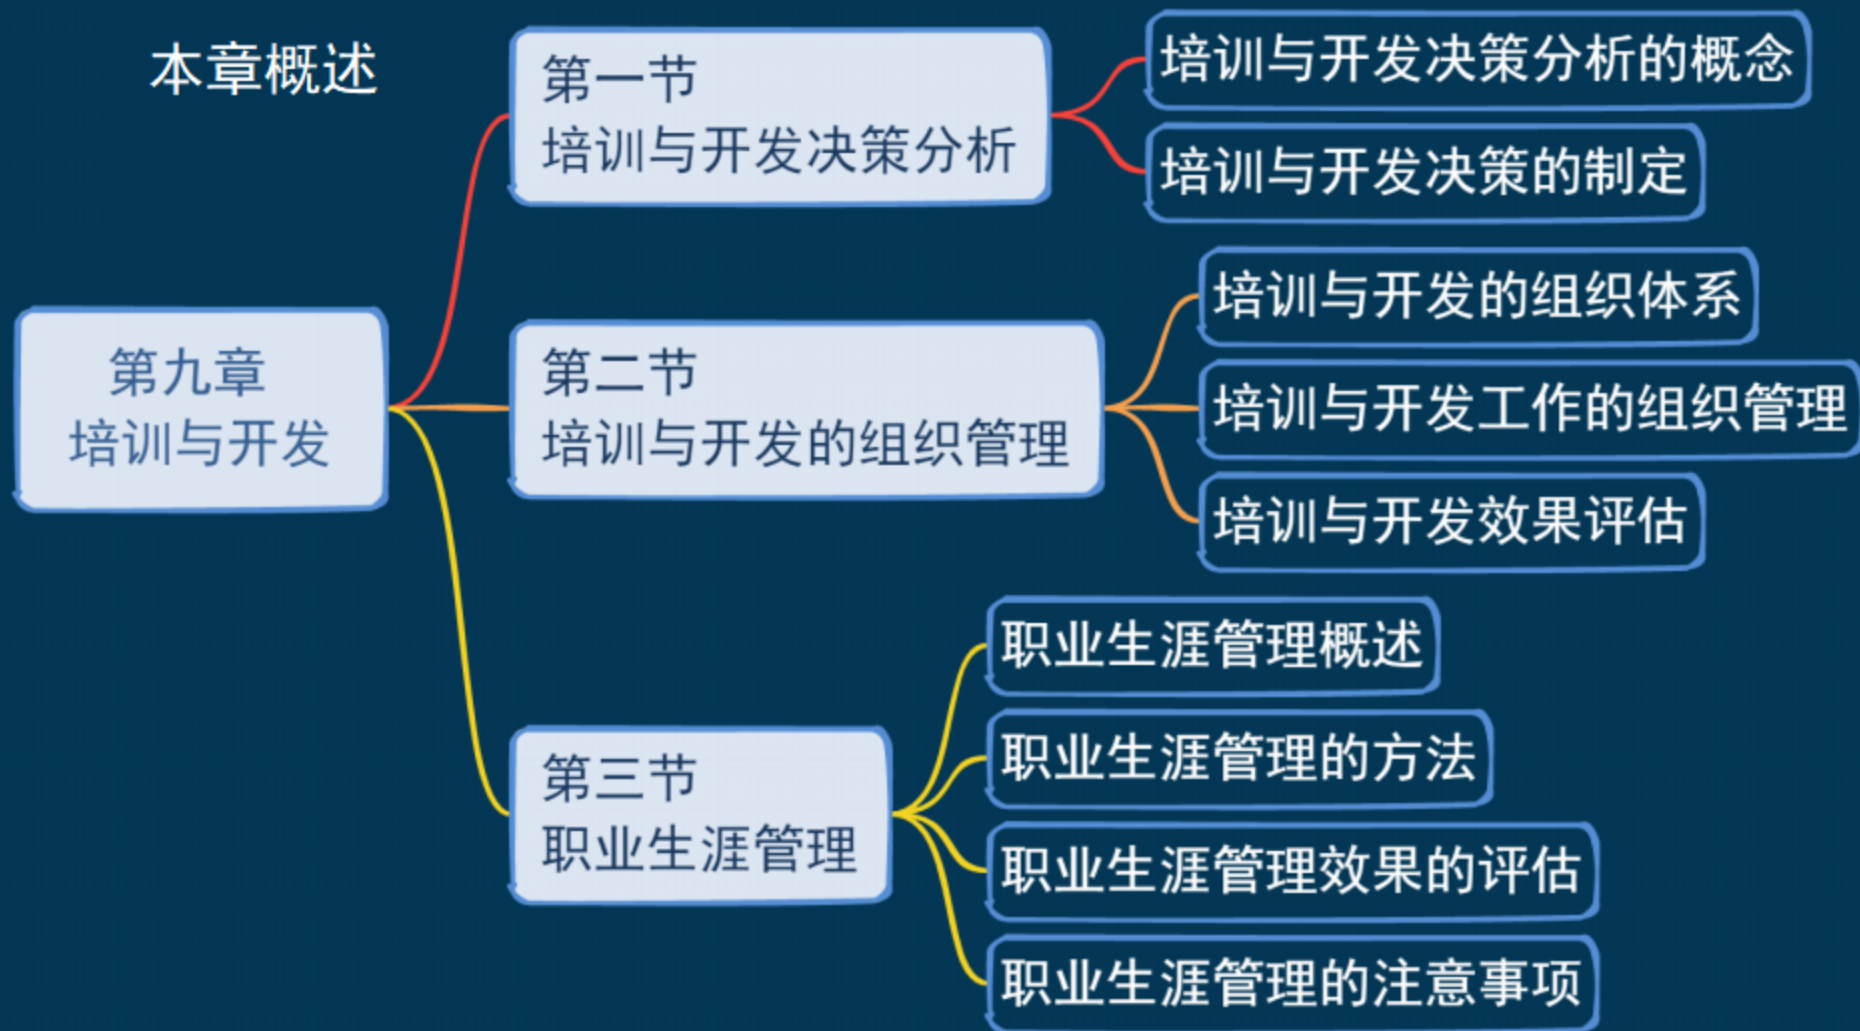 本章概述
第九章
培训与开发
第一节
培训与开发决策分析
培训与开发决策分析的概念
培训与开发决策的制定
第二节
培训与开发的组织管理
培训与开发的组织体系
培训与开发工作的组织管理
培训与开发效果评估
第三节
职业生涯管理
职业生涯管理概述
职业生涯管理的方法
职业生涯管理效果的评估
职业生涯管理的注意事项